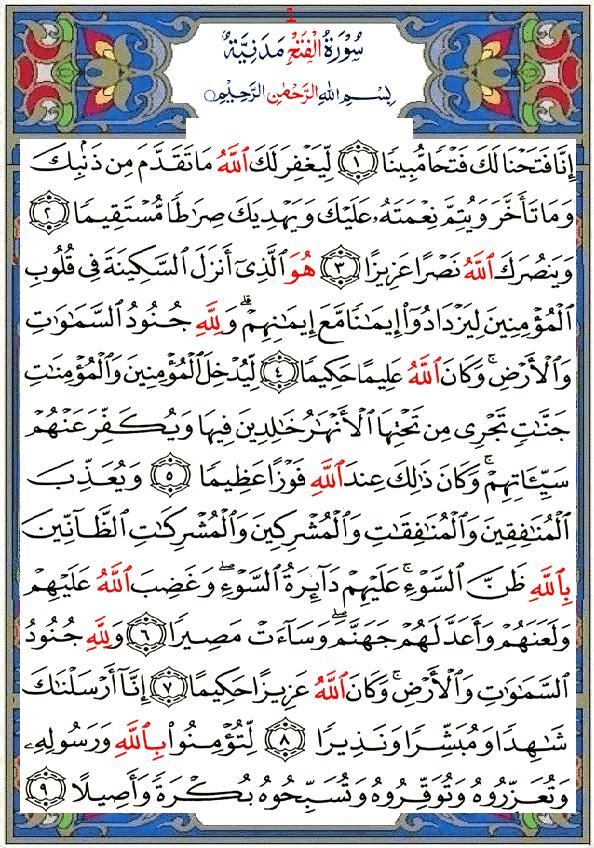 1
سُورَةُ الْفَتْحِ مَدَنِيَّةٌ
بِسْمِ اللَّهِ الرَّحْمَٰنِ الرَّحِيمِ
إِنَّا فَتَحْنَا لَكَ فَتْحًا مُّبِينًا ١ لِّيَغْفِرَ لَكَ ٱللَّهُ مَا تَقَدَّمَ مِن ذَنۢبِكَ
وَمَا تَأَخَّرَ وَيُتِمَّ نِعْمَتَهُۥ عَلَيْكَ وَيَهْدِيَكَ صِرَٰطًا مُّسْتَقِيمًا ٢
وَيَنصُرَكَ ٱللَّهُ نَصْرًا عَزِيزًا ٣ هُوَ ٱلَّذِىٓ أَنزَلَ ٱلسَّكِينَةَ فِى قُلُوبِ
ٱلْمُؤْمِنِينَ لِيَزْدَادُوٓا۟ إِيمَٰنًا مَّعَ إِيمَٰنِهِمْ ۗ وَلِلَّهِ جُنُودُ ٱلسَّمَٰوَٰتِ
وَٱلْأَرْضِ ۚ وَكَانَ ٱللَّهُ عَلِيمًا حَكِيمًا ٤ لِّيُدْخِلَ ٱلْمُؤْمِنِينَ وَٱلْمُؤْمِنَٰتِ
جَنَّٰتٍ تَجْرِى مِن تَحْتِهَا ٱلْأَنْهَٰرُ خَٰلِدِينَ فِيهَا وَيُكَفِّرَ عَنْهُمْ
سَيِّـَٔاتِهِمْ ۚ وَكَانَ ذَٰلِكَ عِندَ ٱللَّهِ فَوْزًا عَظِيمًا ٥ وَيُعَذِّبَ
ٱلْمُنَٰفِقِينَ وَٱلْمُنَٰفِقَٰتِ وَٱلْمُشْرِكِينَ وَٱلْمُشْرِكَٰتِ ٱلظَّآنِّينَ
بِٱللَّهِ ظَنَّ ٱلسَّوْءِ ۚ عَلَيْهِمْ دَآئِرَةُ ٱلسَّوْءِ ۖ وَغَضِبَ ٱللَّهُ عَلَيْهِمْ
وَلَعَنَهُمْ وَأَعَدَّ لَهُمْ جَهَنَّمَ ۖ وَسَآءَتْ مَصِيرًا ٦ وَلِلَّهِ جُنُودُ
ٱلسَّمَٰوَٰتِ وَٱلْأَرْضِ ۚ وَكَانَ ٱللَّهُ عَزِيزًا حَكِيمًا ٧ إِنَّآ أَرْسَلْنَٰكَ
شَٰهِدًا وَمُبَشِّرًا وَنَذِيرًا ٨ لِّتُؤْمِنُوا۟ بِٱللَّهِ وَرَسُولِهِۦ
وَتُعَزِّرُوهُ وَتُوَقِّرُوهُ وَتُسَبِّحُوهُ بُكْرَةً وَأَصِيلًا ٩